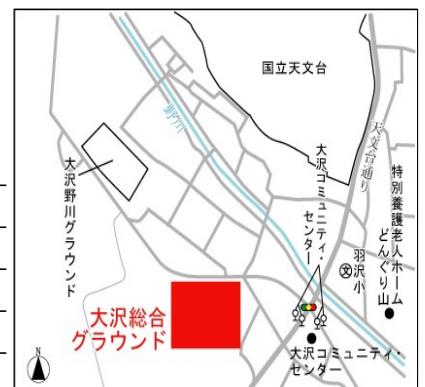 国立天文台
野川
天文台通り
大沢コミュニティ・
センター
特別養護老人ホーム
どんぐり山
羽沢小
文
大沢野川グラウンド
大沢総合
グラウンド
大沢コミュニティ・
センター
N